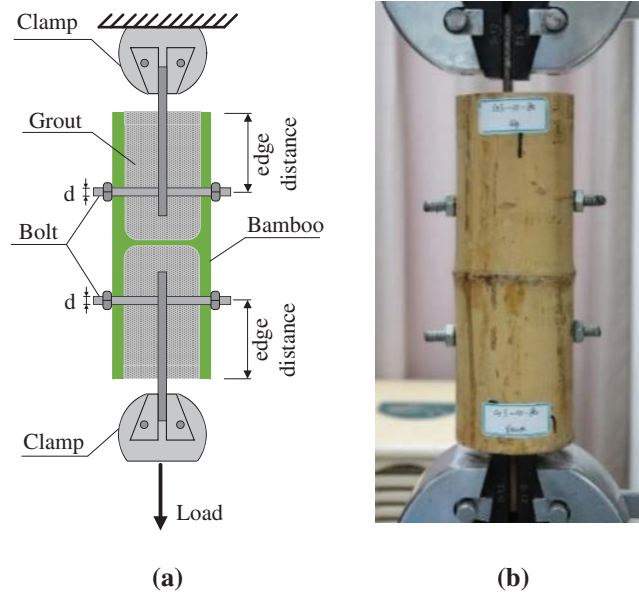 Clamp
Grout
edge
distance
d
Bolt
Bamboo
d
edge
distance
Clamp
Load
(a)
(b)